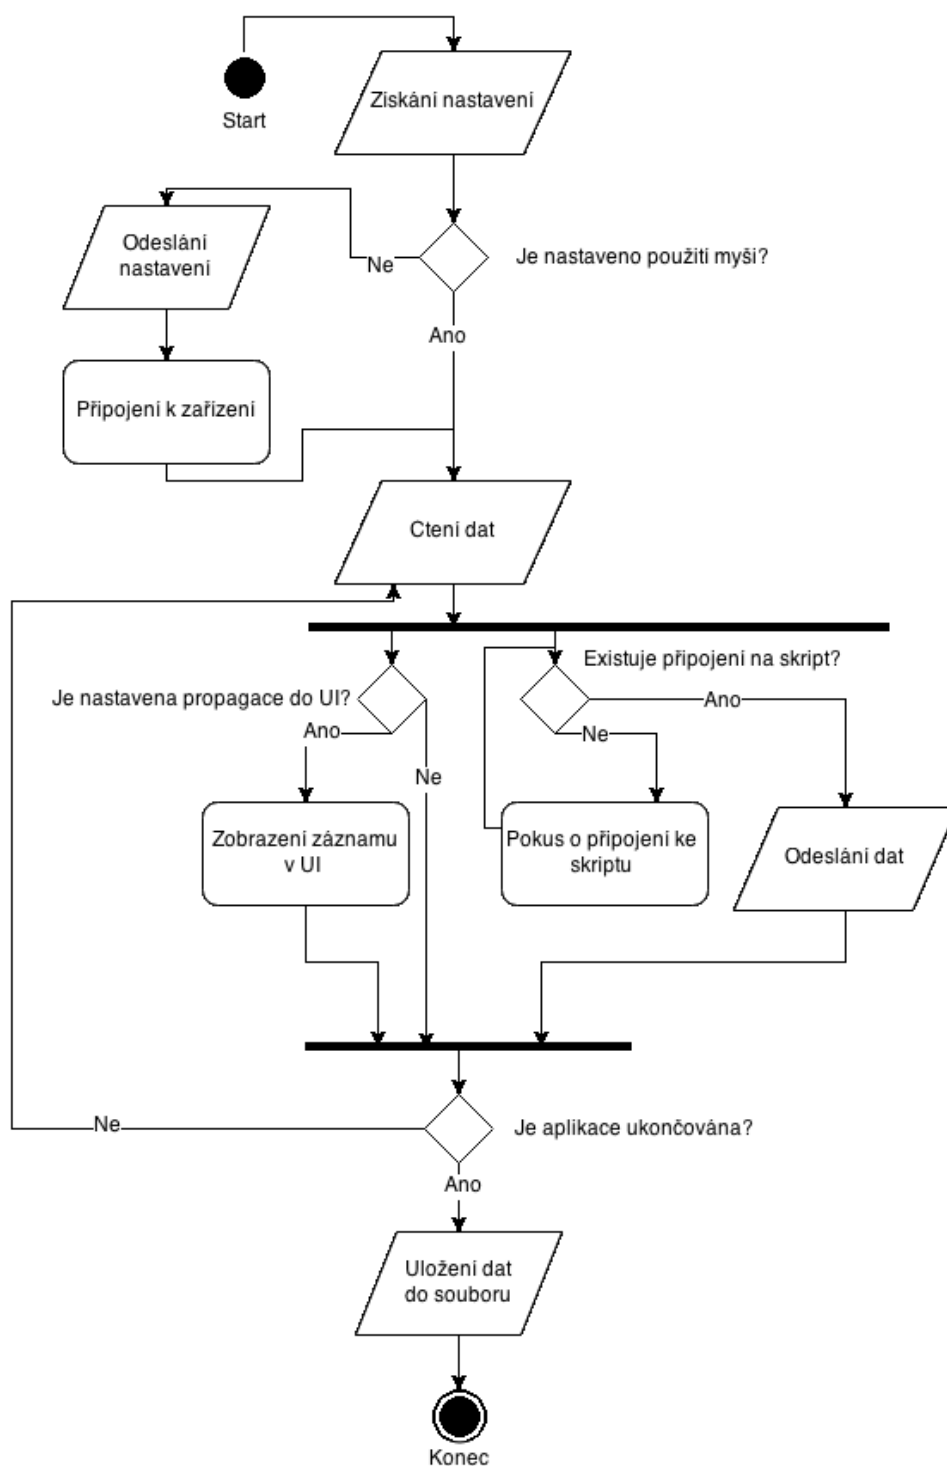 Start
Získání nastavení
Je nastaveno použití myši?
Ne
Odeslání
nastavení
Ano
Připojení k zařízení
Čtení dat
Existuje připojení na skript?
Je nastavena propagace do UI?
Ano
Ano
Ne
Ne
Zobrazení záznamu
v UI
Pokus o připojení ke
skriptu
Odeslání dat
Ne
Je aplikace ukončována?
Ano
Uložení dat
do souboru
Konec